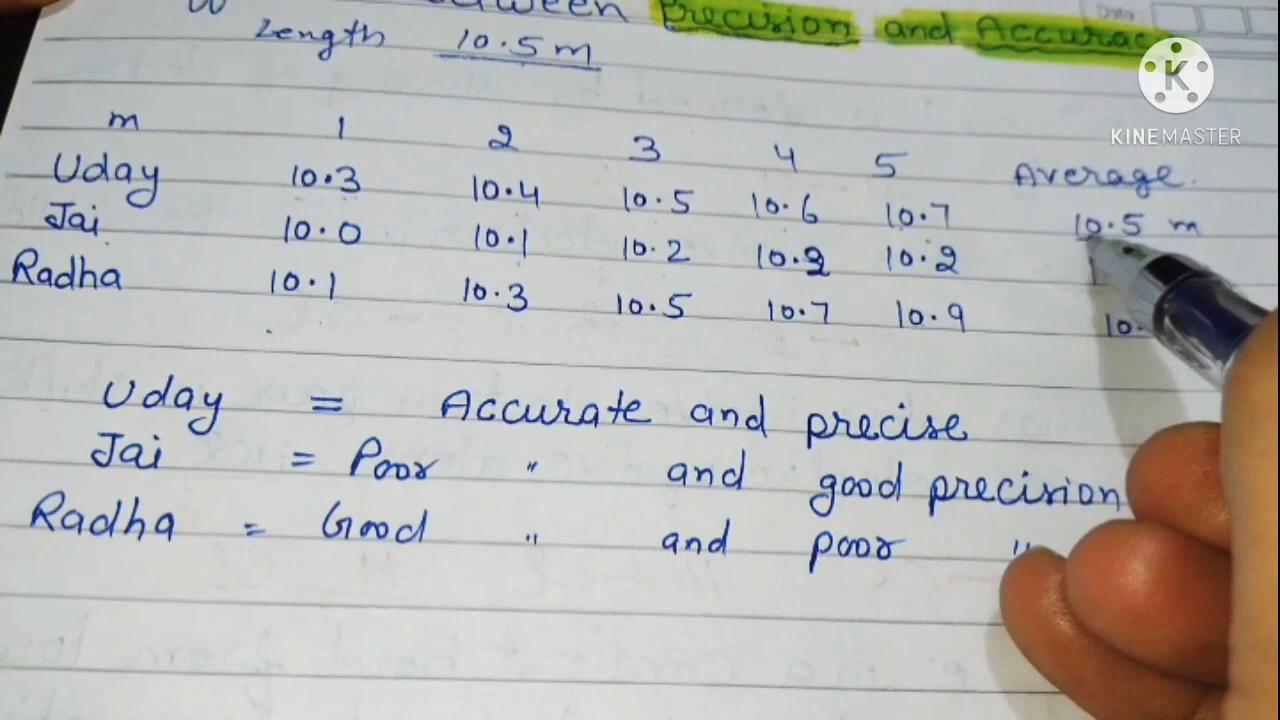 Precision and Accurac
Length 10.5 m
K
KINEMASTER
m 1 2 3 4 5 Average.
Uday 10.3 10.4 10.5 10.6 10.7 10.5 m
Jai 10.0 10.1 10.2 10.2 10.2
Radha 10.1 10.3 10.5 10.7 10.9 10.
Uday = Accurate and precise
Jai = Poor " and good precision
Radha = Good " and poor "